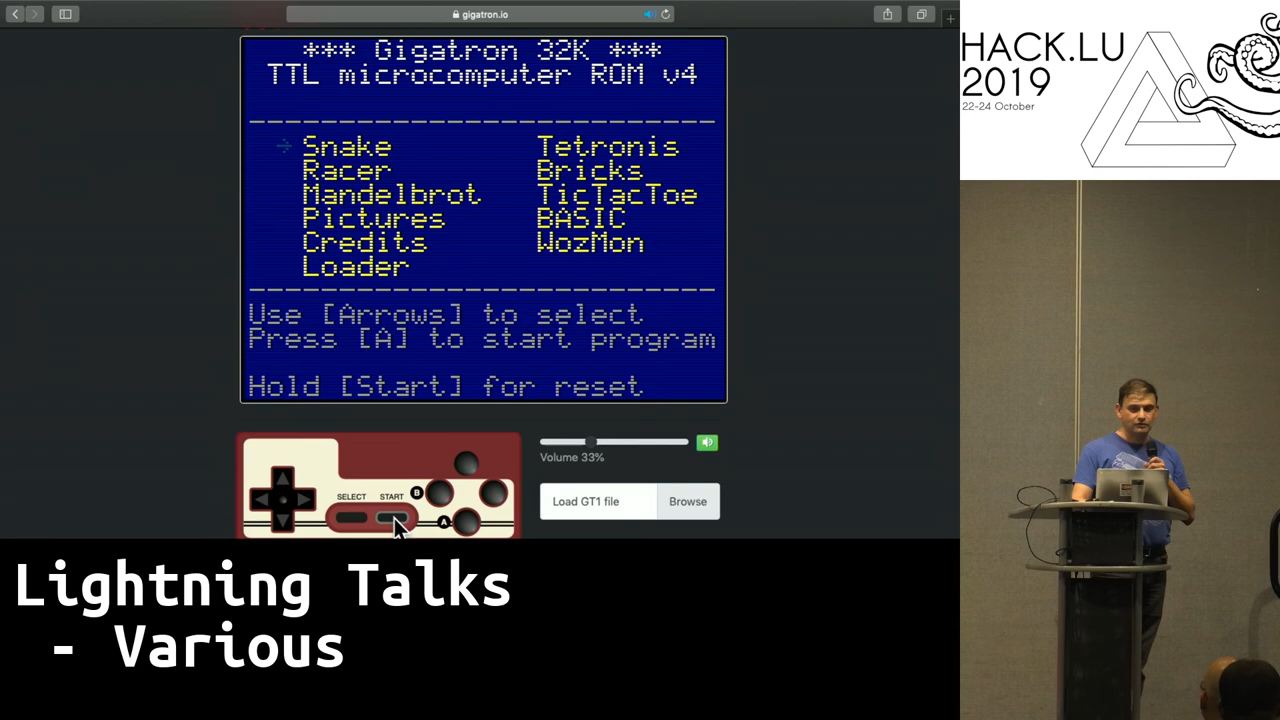 gigatron.io
*** Gigatron 32K ***
TTL microcomputer ROM v4
Snake Tetronis
Racer Bricks
Mandelbrot TicTacToe
Pictures BASIC
Credits WozMon
Loader
Use [Arrows] to select
Press [A] to start program
Hold [Start] for reset
SELECT START B
A
Volume 33%
Load GT1 file Browse
HACK.LU
2019
22-24 October
Lightning Talks
- Various